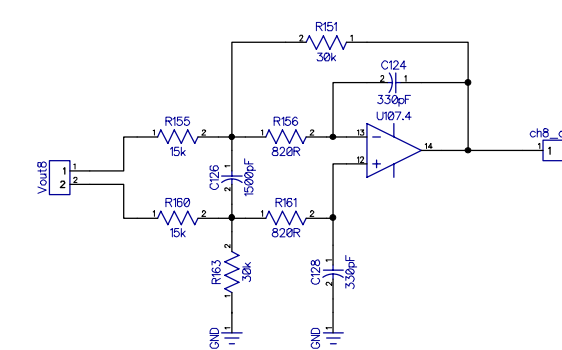 R151
2
1
30k
C124
2
1
330pF
U107.4
R155
1
2
15k
R156
1
2
820R
13
14
12
ch8_
1
1
Vout8
1
1
2
2
C126
1
2
1500pF
R160
1
2
15k
R161
1
2
820R
R163
2
1
30k
C128
1
2
330pF
GND
1
GND
1